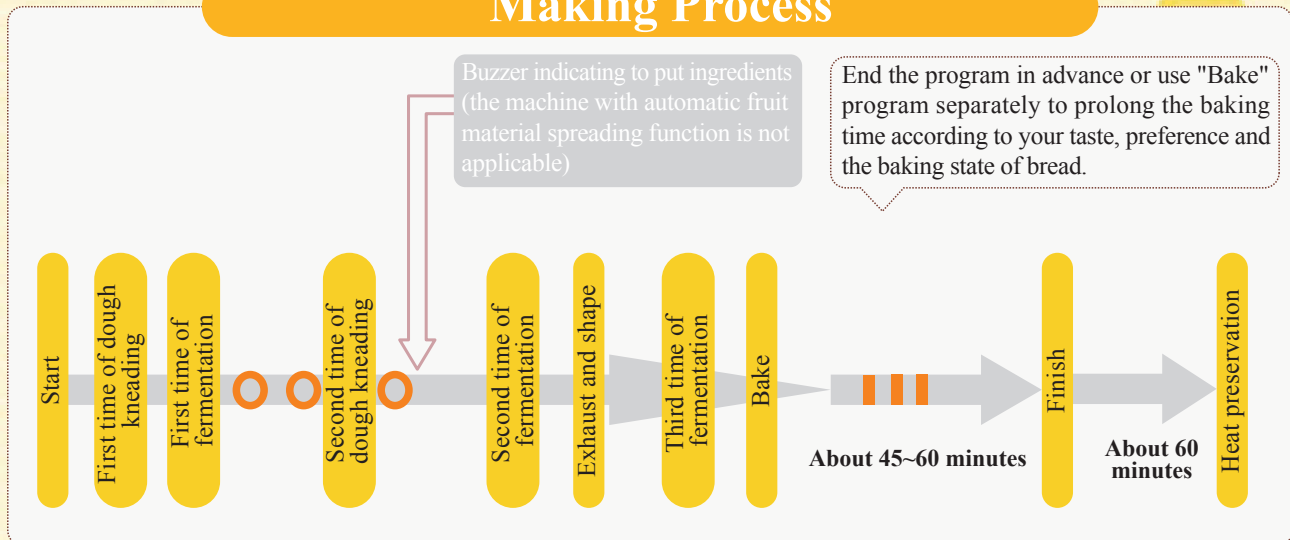 Making Process
Buzzer indicating to put ingredients
(the machine with automatic fruit
material spreading function is not
applicable)
End the program in advance or use "Bake"
program separately to prolong the baking
time according to your taste, preference and
the baking state of bread.
Start
First time of dough
kneading
First time of
fermentation
Second time of
dough kneading
Second time of
fermentation
Exhaust and shape
Third time of
fermentation
Bake
About 45~60 minutes
Finish
About 60
minutes
Heat preservation